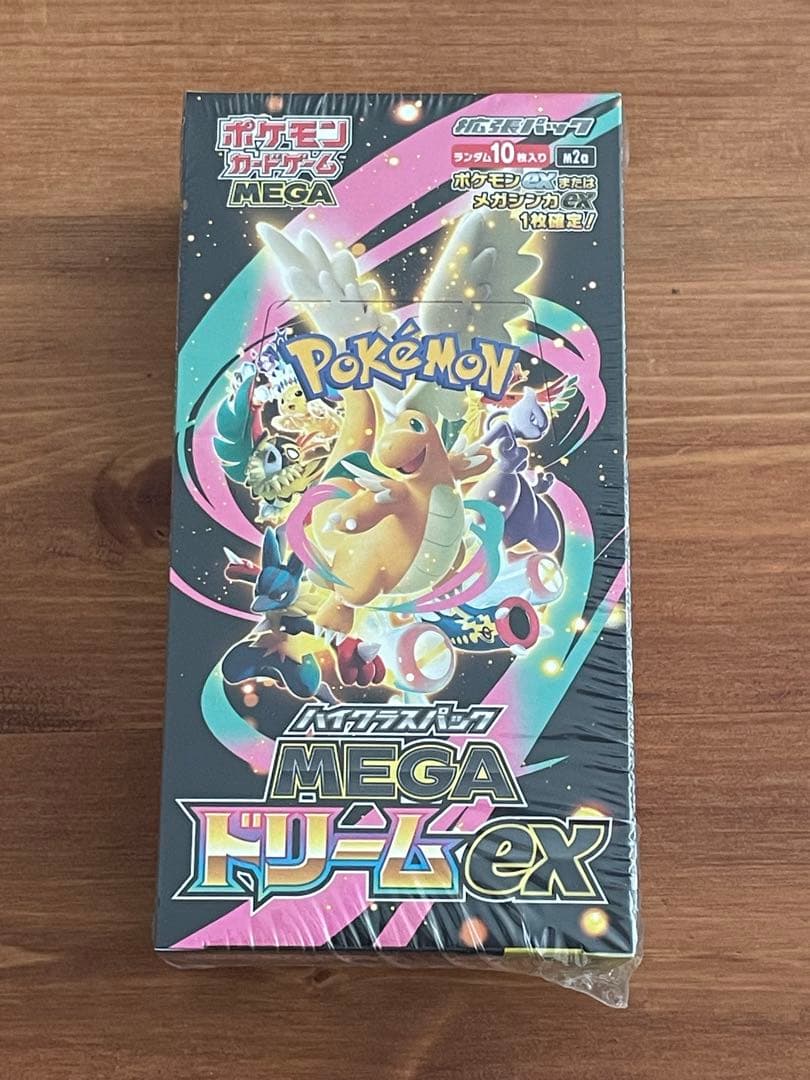 ポケモン
カードゲーム
MEGA
拡張パック
ランダム10枚入り M2a
ポケモンexまたは
メガシンカex
1枚確定!
POKéMON
ハイクラスパック
MEGA
ドリームex